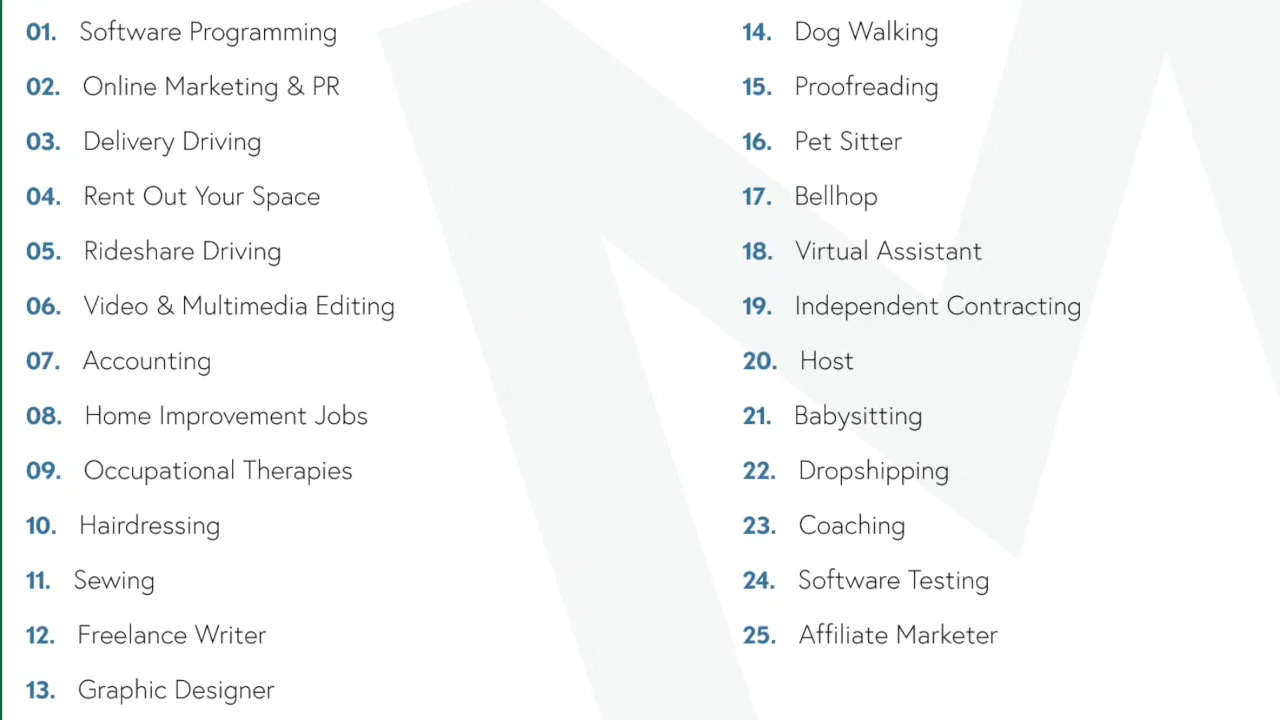 01. Software Programming
02. Online Marketing & PR
03. Delivery Driving
04. Rent Out Your Space
05. Rideshare Driving
06. Video & Multimedia Editing
07. Accounting
08. Home Improvement Jobs
09. Occupational Therapies
10. Hairdressing
11. Sewing
12. Freelance Writer
13. Graphic Designer
14. Dog Walking
15. Proofreading
16. Pet Sitter
17. Bellhop
18. Virtual Assistant
19. Independent Contracting
20. Host
21. Babysitting
22. Dropshipping
23. Coaching
24. Software Testing
25. Affiliate Marketer